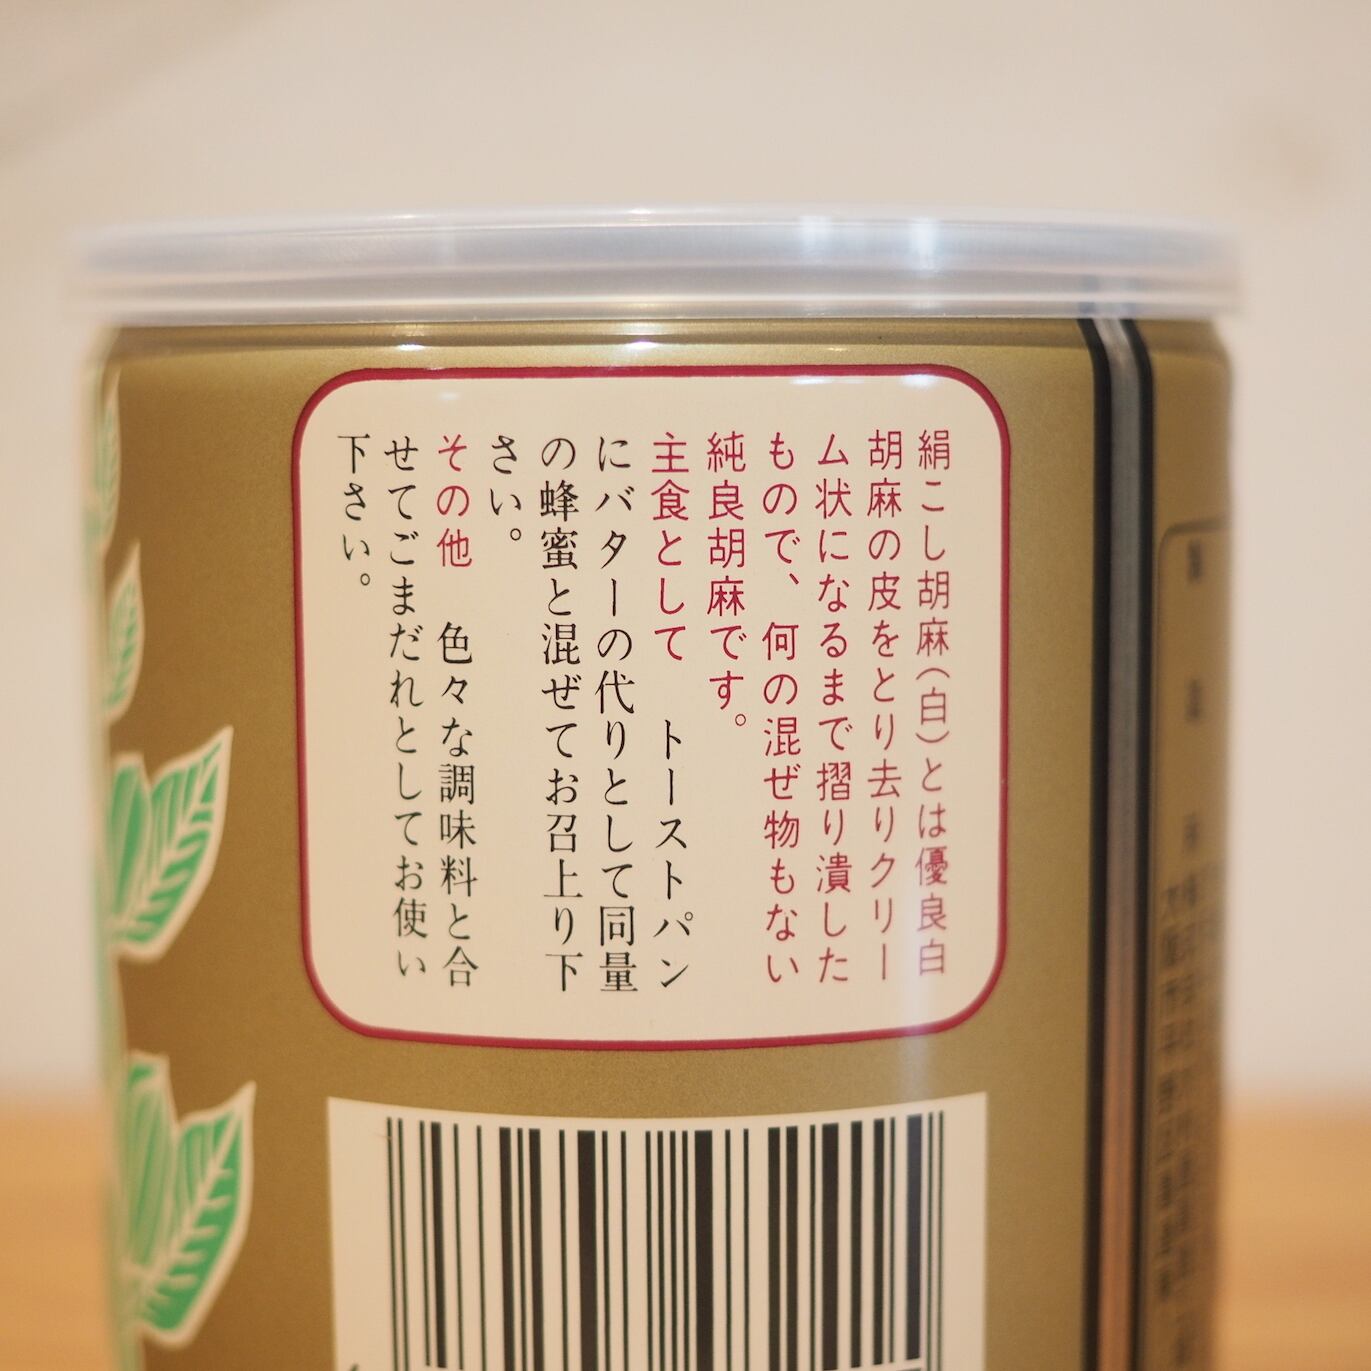 絹こし胡麻(白)とは優良白
胡麻の皮をとり去りクリー
ム状になるまで摺り潰した
もので、何の混ぜ物もない
純良胡麻です。
主食として　トーストパン
にバターの代りとして同量
の蜂蜜と混ぜてお召上り下
さい。
その他　色々な調味料と合
せてごまだれとしてお使い
下さい。